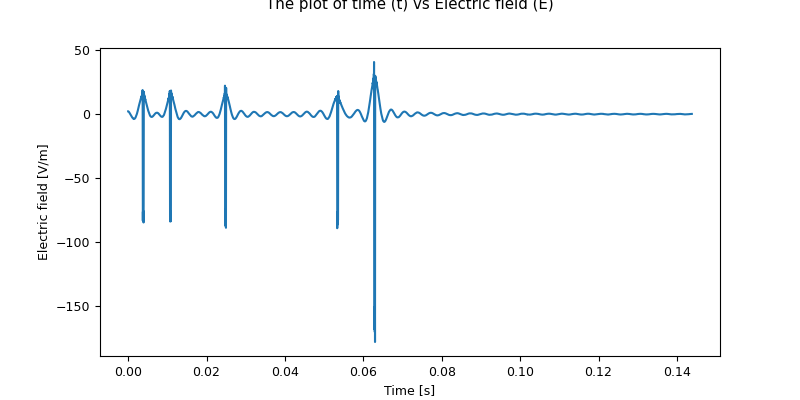 The plot of time (t) vs Electric field (E)
50
0
−50
−100
−150
Electric field [V/m]
0.00 0.02 0.04 0.06 0.08 0.10 0.12 0.14
Time [s]